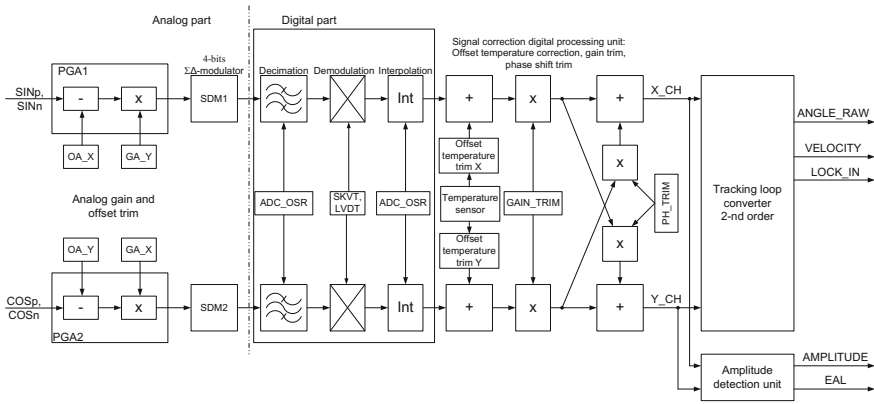 Analog part
Digital part
PGA1
4-bits
ΣΔ-modulator
Decimation
Demodulation
Interpolation
Signal correction digital processing unit:
Offset temperature correction, gain trim,
phase shift trim
SINp,
SINn
-
x
SDM1
Int
+
x
+
X_CH
OA_X
GA_Y
Offset
temperature
trim X
x
ANGLE_RAW
VELOCITY
LOCK_IN
Analog gain and
offset trim
ADC_OSR
SKVT,
LVDT
ADC_OSR
Temperature
sensor
GAIN_TRIM
PH_TRIM
Tracking loop
converter
2-nd order
OA_Y
GA_X
Offset
temperature
trim Y
x
COSp,
COSn
-
x
SDM2
Int
+
x
+
Y_CH
PGA2
Amplitude
detection unit
AMPLITUDE
EAL